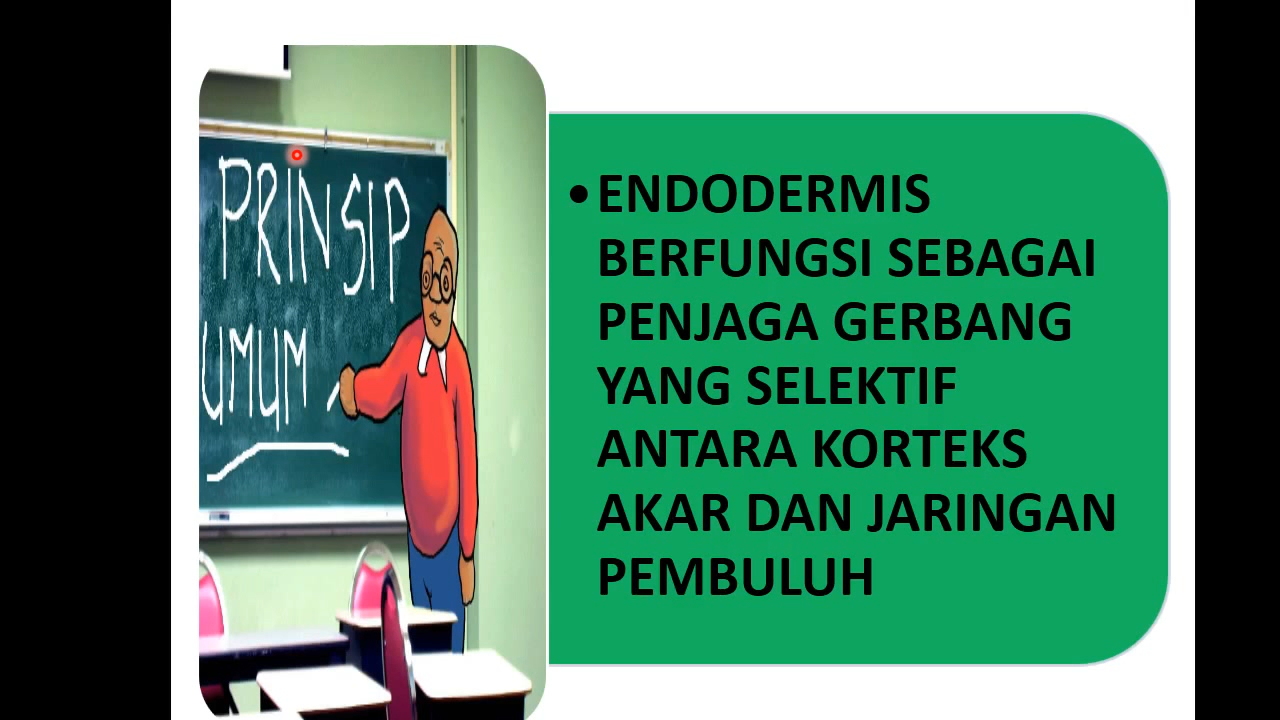 PRINSIP
UMUM
• ENDODERMIS
BERFUNGSI SEBAGAI
PENJAGA GERBANG
YANG SELEKTIF
ANTARA KORTEKS
AKAR DAN JARINGAN
PEMBULUH